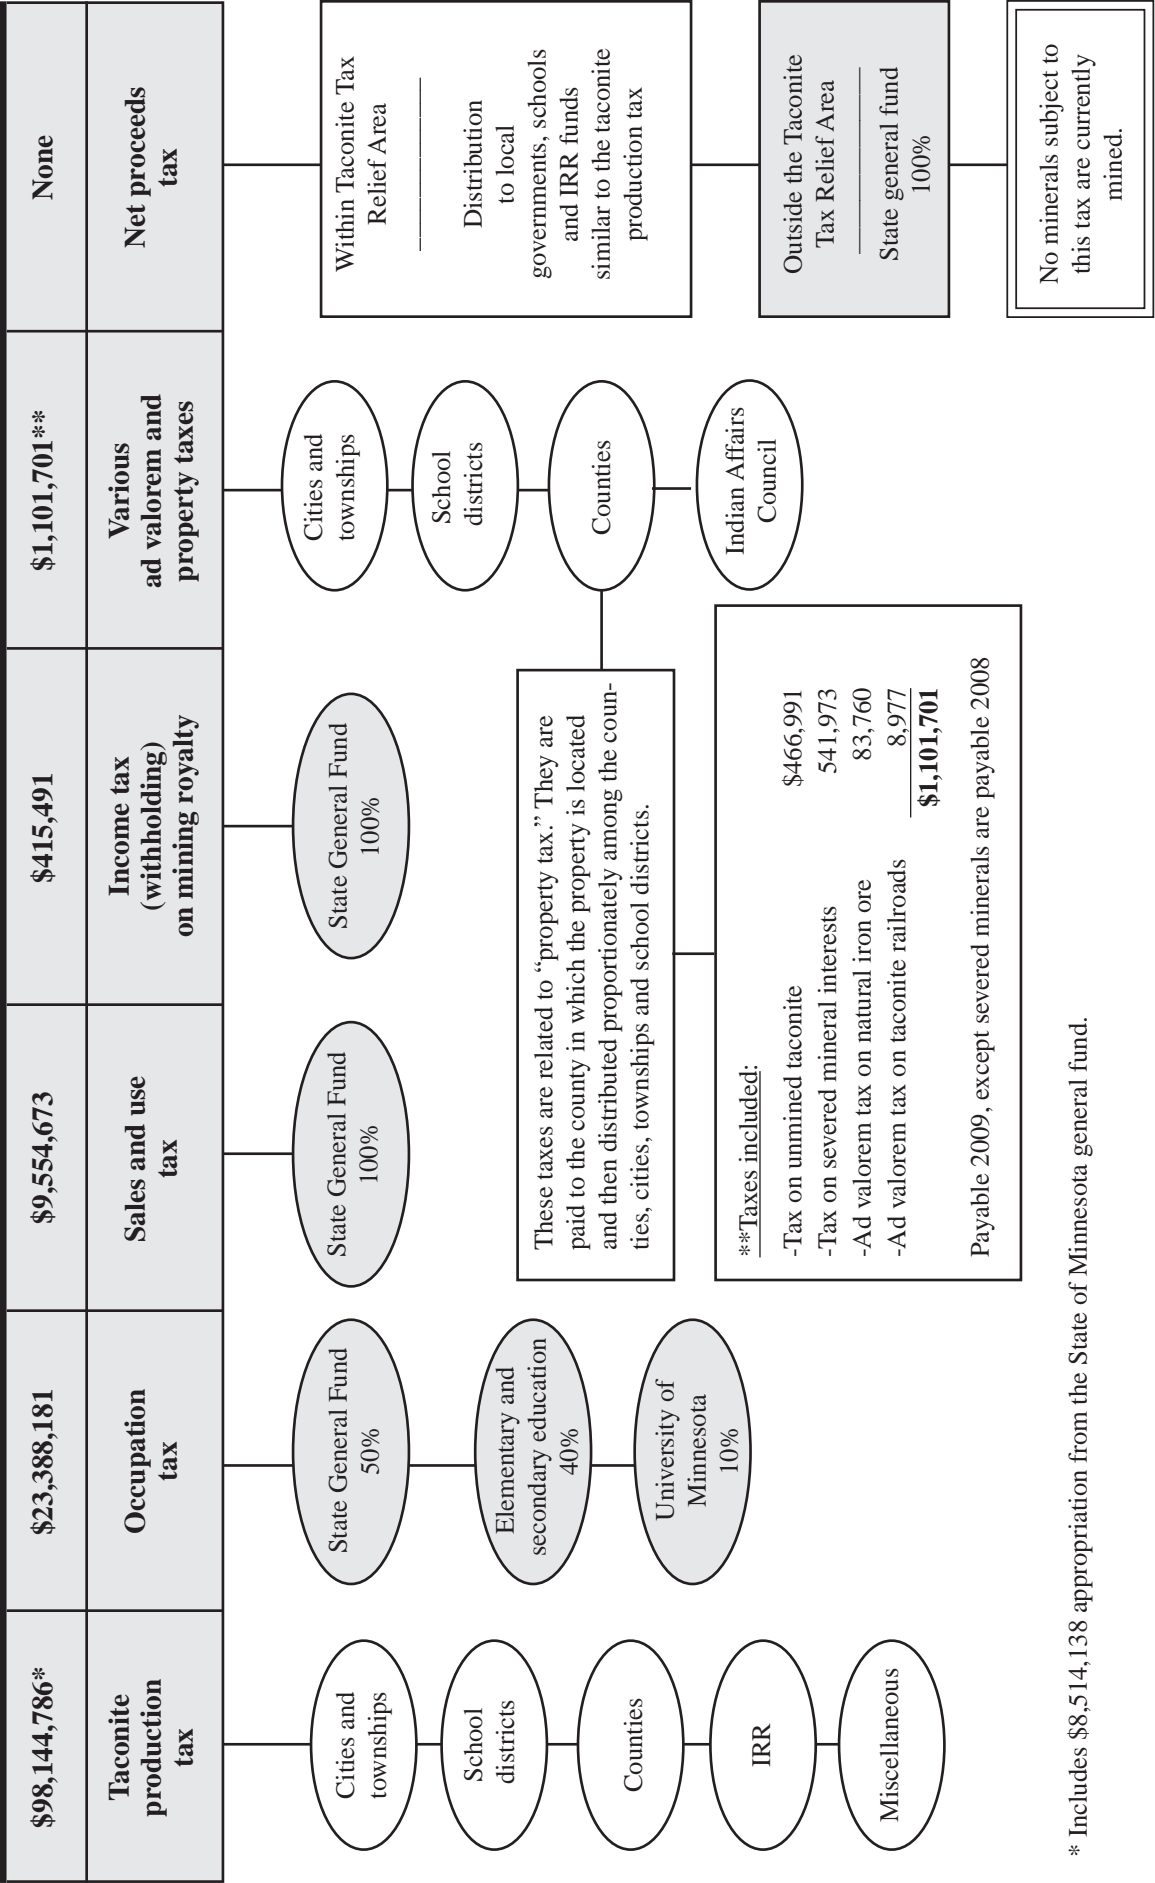 $98,144,786*
$23,388,181
$9,554,673
$415,491
$1,101,701**
None
Taconite
production
tax
Occupation
tax
Sales and use
tax
Income tax
(withholding)
on mining royalty
Various
ad valorem and
property taxes
Net proceeds
tax
Cities and
townships
School
districts
Counties
IRR
Miscellaneous
State General Fund
50%
Elementary and
secondary education
40%
University of
Minnesota
10%
State General Fund
100%
State General Fund
100%
Cities and
townships
School
districts
Counties
Indian Affairs
Council
These taxes are related to “property tax.” They are
paid to the county in which the property is located
and then distributed proportionately among the coun-
ties, cities, townships and school districts.
**Taxes included:
-Tax on unmined taconite $466,991
-Tax on severed mineral interests 541,973
-Ad valorem tax on natural iron ore 83,760
-Ad valorem tax on taconite railroads 8,977
$1,101,701
Payable 2009, except severed minerals are payable 2008
Within Taconite Tax
Relief Area
Distribution
to local
governments, schools
and IRR funds
similar to the taconite
production tax
Outside the Taconite
Tax Relief Area
State general fund
100%
No minerals subject to
this tax are currently
mined.
* Includes $8,514,138 appropriation from the State of Minnesota general fund.